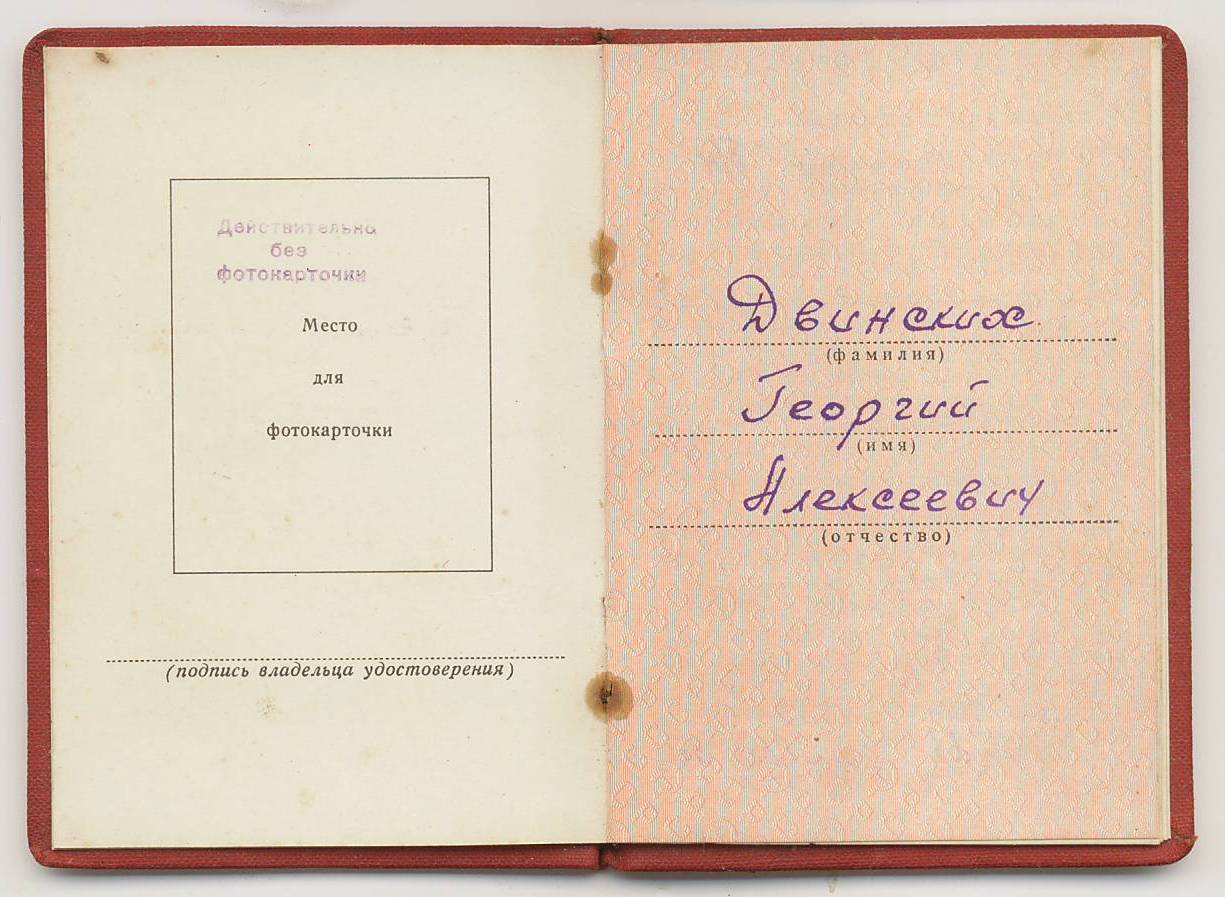 Действительно
без
фотокарточки
Место
для
фотокарточки
(подпись владельца удостоверения)
Двинских
(фамилия)
Георгий
(имя)
Алексеевич
(отчество)